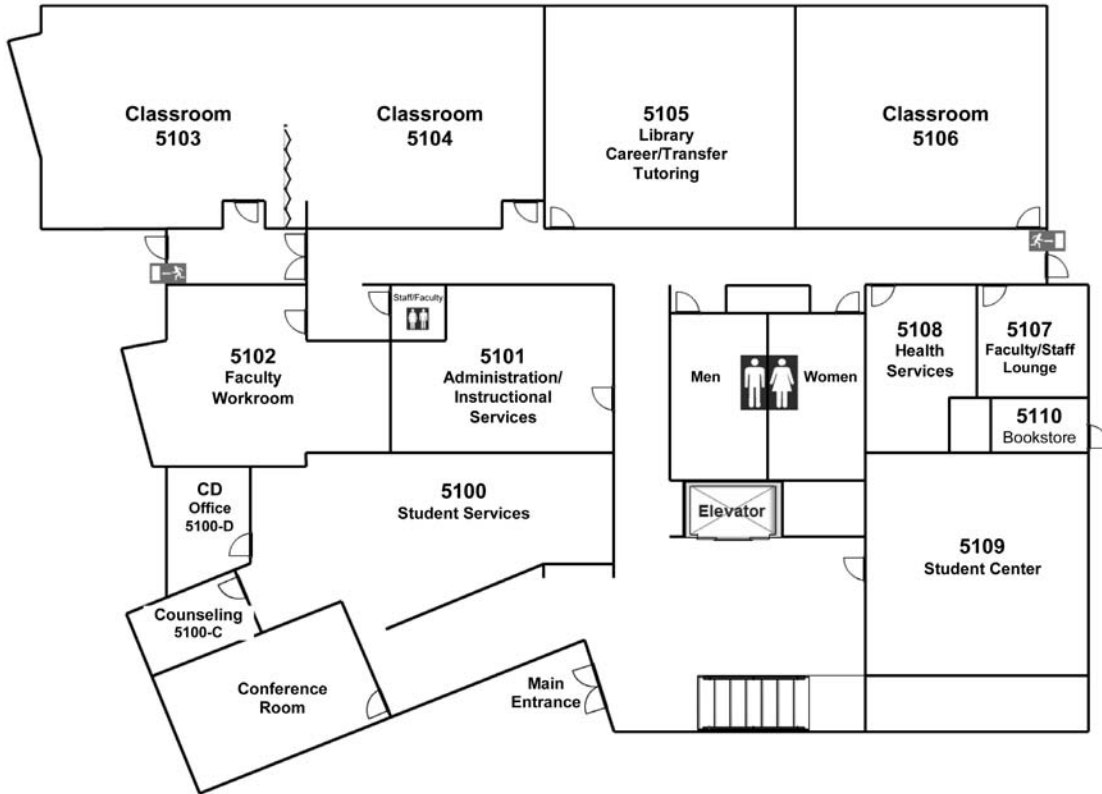 Classroom
5103
Classroom
5104
5105
Library
Career/Transfer
Tutoring
Classroom
5106
Staff/Faculty
5102
Faculty
Workroom
5101
Administration/
Instructional
Services
Men
Women
5108
Health
Services
5107
Faculty/Staff
Lounge
5110
Bookstore
CD
Office
5100-D
5100
Student Services
Elevator
5109
Student Center
Counseling
5100-C
Conference
Room
Main
Entrance